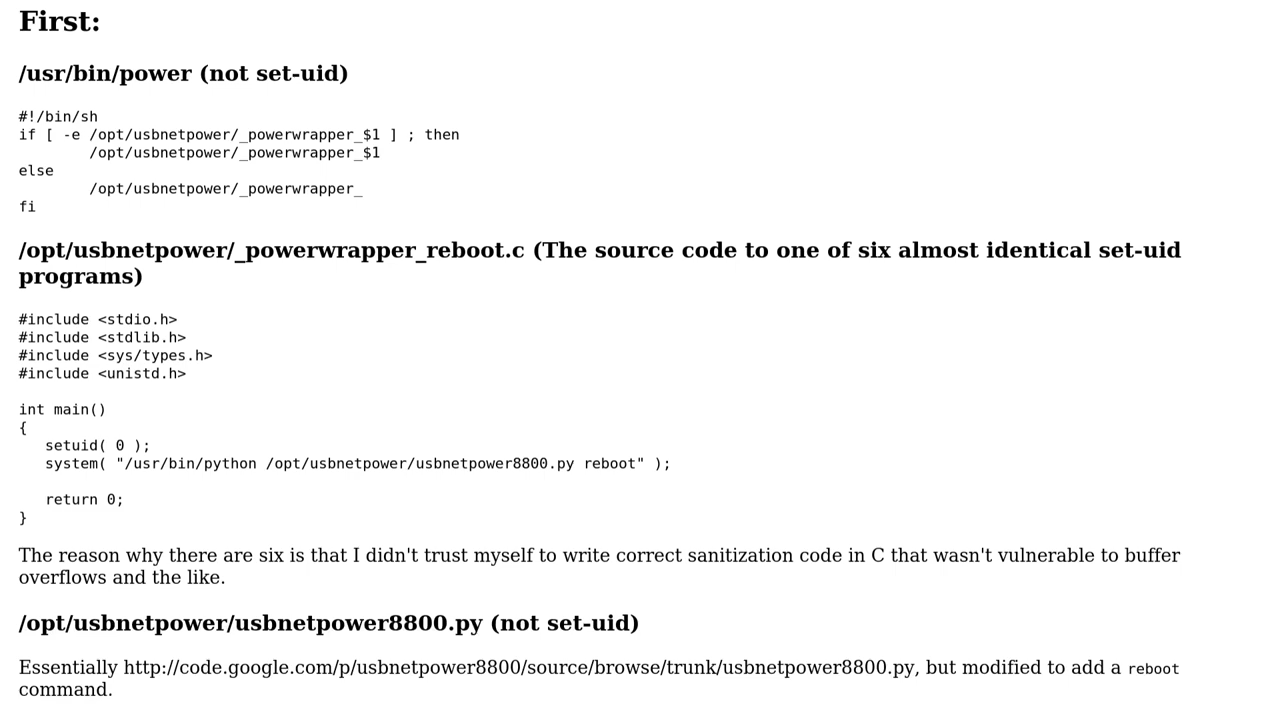 First:
/usr/bin/power (not set-uid)
#!/bin/sh
if [ -e /opt/usbnetpower/_powerwrapper_$1 ] ; then
        /opt/usbnetpower/_powerwrapper_$1
else
        /opt/usbnetpower/_powerwrapper_
fi
/opt/usbnetpower/_powerwrapper_reboot.c (The source code to one of six almost identical set-uid
programs)
#include <stdio.h>
#include <stdlib.h>
#include <sys/types.h>
#include <unistd.h>
int main()
{
   setuid( 0 );
   system( "/usr/bin/python /opt/usbnetpower/usbnetpower8800.py reboot" );
   return 0;
}
The reason why there are six is that I didn't trust myself to write correct sanitization code in C that wasn't vulnerable to buffer
overflows and the like.
/opt/usbnetpower/usbnetpower8800.py (not set-uid)
Essentially http://code.google.com/p/usbnetpower8800/source/browse/trunk/usbnetpower8800.py, but modified to add a reboot
command.